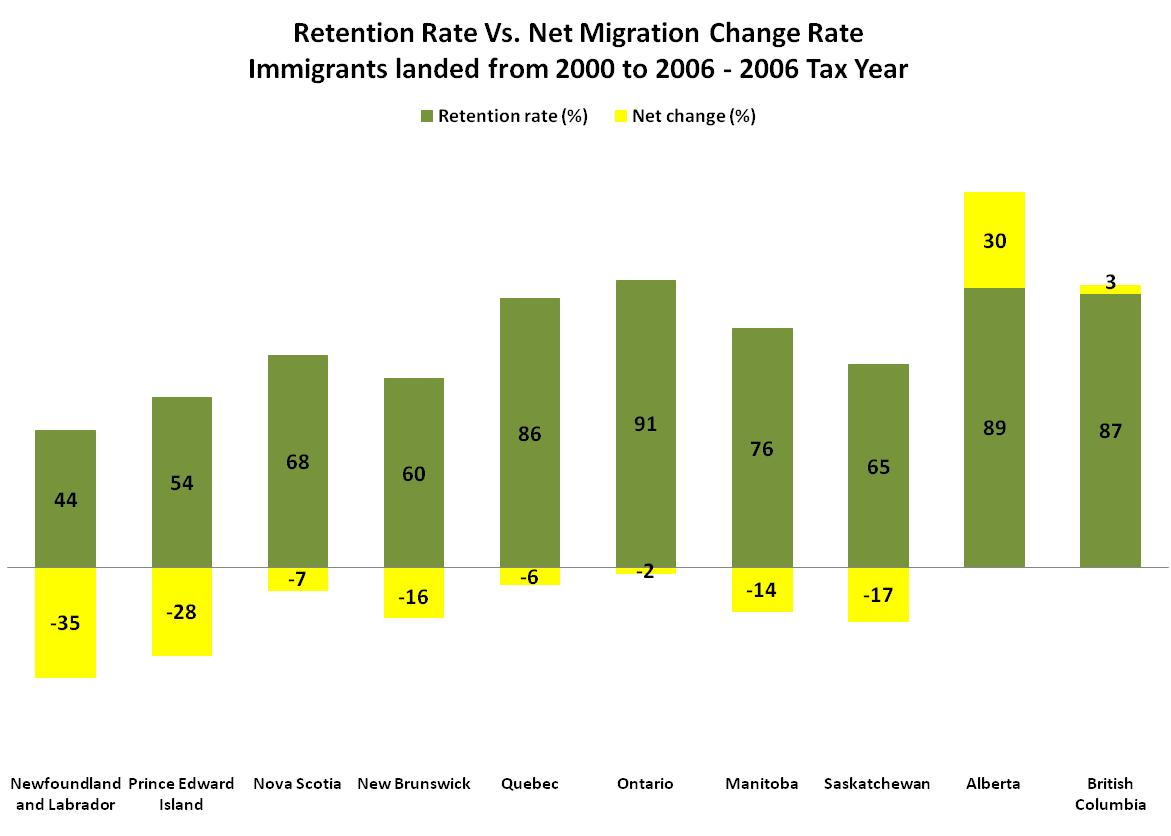 Retention Rate Vs. Net Migration Change Rate
Immigrants landed from 2000 to 2006 - 2006 Tax Year
Retention rate (%) Net change (%)
30
3
44
54
68
60
86
91
76
65
89
87
-35
-28
-7
-16
-6
-2
-14
-17
Newfoundland and Labrador
Prince Edward Island
Nova Scotia
New Brunswick
Quebec
Ontario
Manitoba
Saskatchewan
Alberta
British Columbia